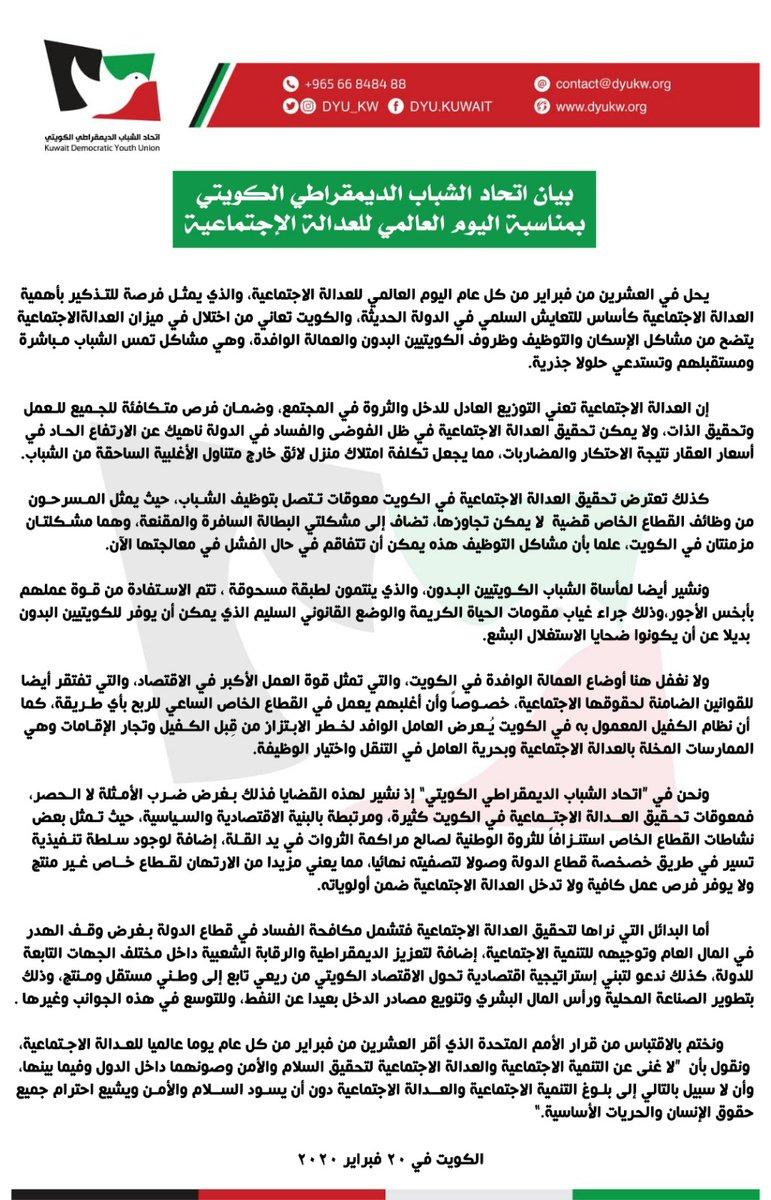 اتحاد الشباب الديمقراطي الكويتي
Kuwait Democratic Youth Union
+965 66 8484 88
contact@dyukw.org
DYU_KW DYU.KUWAIT
www.dyukw.org
بيان اتحاد الشباب الديمقراطي الكويتي
بمناسبة اليوم العالمي للعدالة الإجتماعية
يحل في العشرين من فبراير من كل عام اليوم العالمي للعدالة الاجتماعية، والذي يمثل فرصة للتذكير بأهمية
العدالة الاجتماعية كأساس للتعايش السلمي في الدولة الحديثة، والكويت تعاني من اختلال في ميزان العدالةالاجتماعية
يتضح من مشاكل الإسكان والتوظيف وظروف الكويتيين البدون والعمالة الوافدة، وهي مشاكل تمس الشباب مباشرة
ومستقبلهم وتستدعي حلولا جذرية.
إن العدالة الاجتماعية تعني التوزيع العادل للدخل والثروة في المجتمع، وضمان فرص متكافئة للجميع للعمل
وتحقيق الذات، ولا يمكن تحقيق العدالة الاجتماعية في ظل الفوضى والفساد في الدولة ناهيك عن الارتفاع الحاد في
أسعار العقار نتيجة الاحتكار والمضاربات، مما يجعل تكلفة امتلاك منزل لائق خارج متناول الأغلبية الساحقة من الشباب.
كذلك تعترض تحقيق العدالة الاجتماعية في الكويت معوقات تتصل بتوظيف الشباب، حيث يمثل المسرحون
من وظائف القطاع الخاص قضية لا يمكن تجاوزها، تضاف إلى مشكلتي البطالة السافرة والمقنعة، وهما مشكلتان
مزمنتان في الكويت، علما بأن مشاكل التوظيف هذه يمكن أن تتفاقم في حال الفشل في معالجتها الآن.
ونشير أيضا لمأساة الشباب الكويتيين البدون، والذي ينتمون لطبقة مسحوقة ، تتم الاستفادة من قوة عملهم
بأبخس الأجور،وذلك جراء غياب مقومات الحياة الكريمة والوضع القانوني السليم الذي يمكن أن يوفر للكويتيين البدون
بديلا عن أن يكونوا ضحايا الاستغلال البشع.
ولا نغفل هنا أوضاع العمالة الوافدة في الكويت، والتي تمثل قوة العمل الأكبر في الاقتصاد، والتي تفتقر أيضا
للقوانين الضامنة لحقوقها الاجتماعية، خصوصاً وأن أغلبهم يعمل في القطاع الخاص الساعي للربح بأي طريقة، كما
أن نظام الكفيل المعمول به في الكويت يُعرض العامل الوافد لخطر الابتزاز من قِبل الكفيل وتجار الإقامات وهي
الممارسات المخلة بالعدالة الاجتماعية وبحرية العامل في التنقل واختيار الوظيفة.
ونحن في "اتحاد الشباب الديمقراطي الكويتي" إذ نشير لهذه القضايا فذلك بغرض ضرب الأمثلة لا الحصر،
فمعوقات تحقيق العدالة الاجتماعية في الكويت كثيرة، ومرتبطة بالبنية الاقتصادية والسياسية، حيث تمثل بعض
نشاطات القطاع الخاص استنزافاً للثروة الوطنية لصالح مراكمة الثروات في يد القلة، إضافة لوجود سلطة تنفيذية
تسير في طريق خصخصة قطاع الدولة وصولا لتصفيته نهائيا، مما يعني مزيدا من الارتهان لقطاع خاص غير منتج
ولا يوفر فرص عمل كافية ولا تدخل العدالة الاجتماعية ضمن أولوياته.
أما البدائل التي نراها لتحقيق العدالة الاجتماعية فتشمل مكافحة الفساد في قطاع الدولة بغرض وقف الهدر
في المال العام وتوجيهه للتنمية الاجتماعية، إضافة لتعزيز الديمقراطية والرقابة الشعبية داخل مختلف الجهات التابعة
للدولة، كذلك ندعو لتبني إستراتيجية اقتصادية تحول الاقتصاد الكويتي من ريعي تابع إلى وطني مستقل ومنتج، وذلك
بتطوير الصناعة المحلية ورأس المال البشري وتنويع مصادر الدخل بعيدا عن النفط، وللتوسع في هذه الجوانب وغيرها .
ونختم بالاقتباس من قرار الأمم المتحدة الذي أقر العشرين من فبراير من كل عام يوما عالميا للعدالة الاجتماعية،
ونقول بأن "لا غنى عن التنمية الاجتماعية والعدالة الاجتماعية لتحقيق السلام والأمن وصونهما داخل الدول وفيما بينها،
وأن لا سبيل بالتالي إلى بلوغ التنمية الاجتماعية والعدالة الاجتماعية دون أن يسود السلام والأمن ويشيع احترام جميع
حقوق الإنسان والحريات الأساسية."
الكويت في ٢٠ فبراير ٢٠٢٠